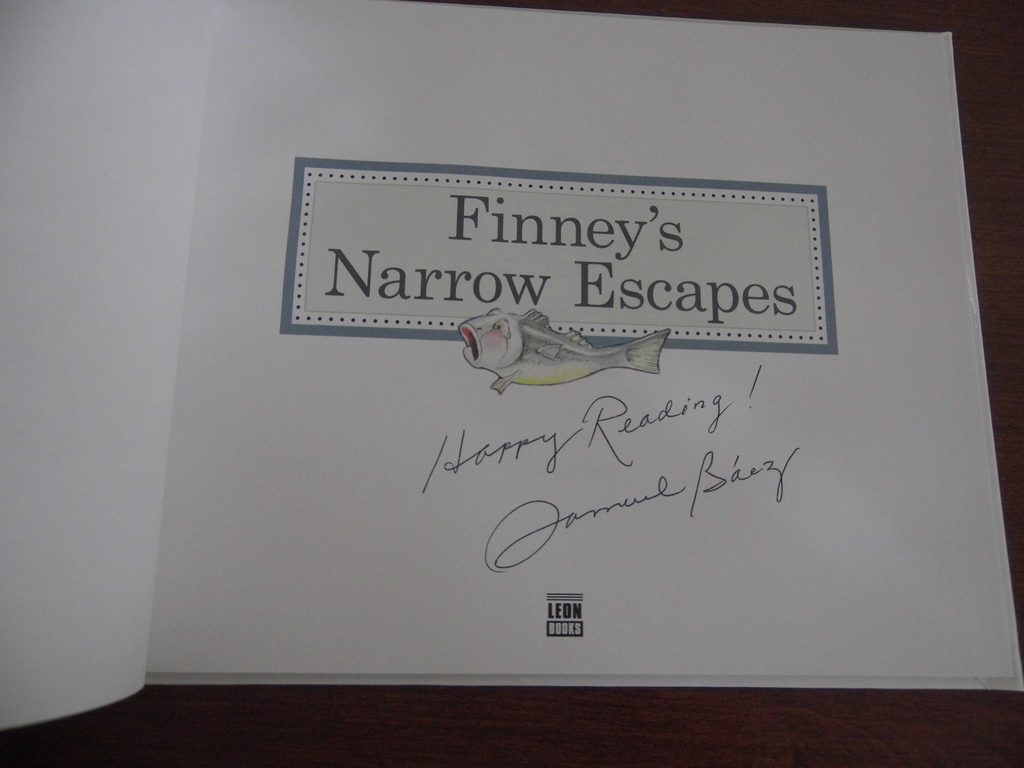 Finney's
Narrow Escapes
Happy Reading!
Samuel Báez
LEON
BOOKS